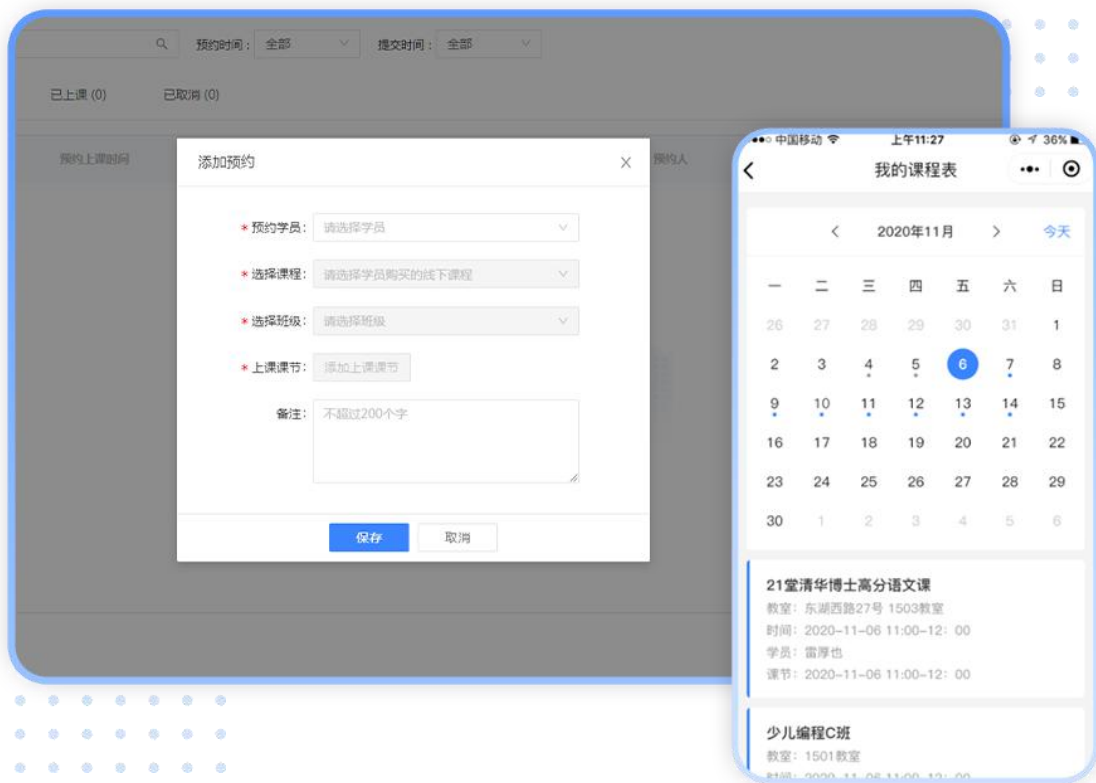 预约时间: 全部 提交时间: 全部
已上课 (0) 已取消 (0)
预约上课时间 预约人
添加预约
* 预约学员: 请选择学员
* 选择课程: 请选择学员购买的线下课程
* 选择班级: 请选择班级
* 上课课节: 添加上课课节
备注: 不超过200个字
保存 取消
中国移动 上午11:27 36%
我的课程表
2020年11月 今天
一 二 三 四 五 六 日
26 27 28 29 30 31 1
2 3 4 5 6 7 8
9 10 11 12 13 14 15
16 17 18 19 20 21 22
23 24 25 26 27 28 29
30 1 2 3 4 5 6
21堂清华博士高分语文课
教室: 东湖西路27号 1503教室
时间: 2020-11-06 11:00-12: 00
学员: 雷厚也
课节: 2020-11-06 11:00-12: 00
少儿编程C班
教室: 1501教室
时间: 2020-11-06 11:00-12: 00